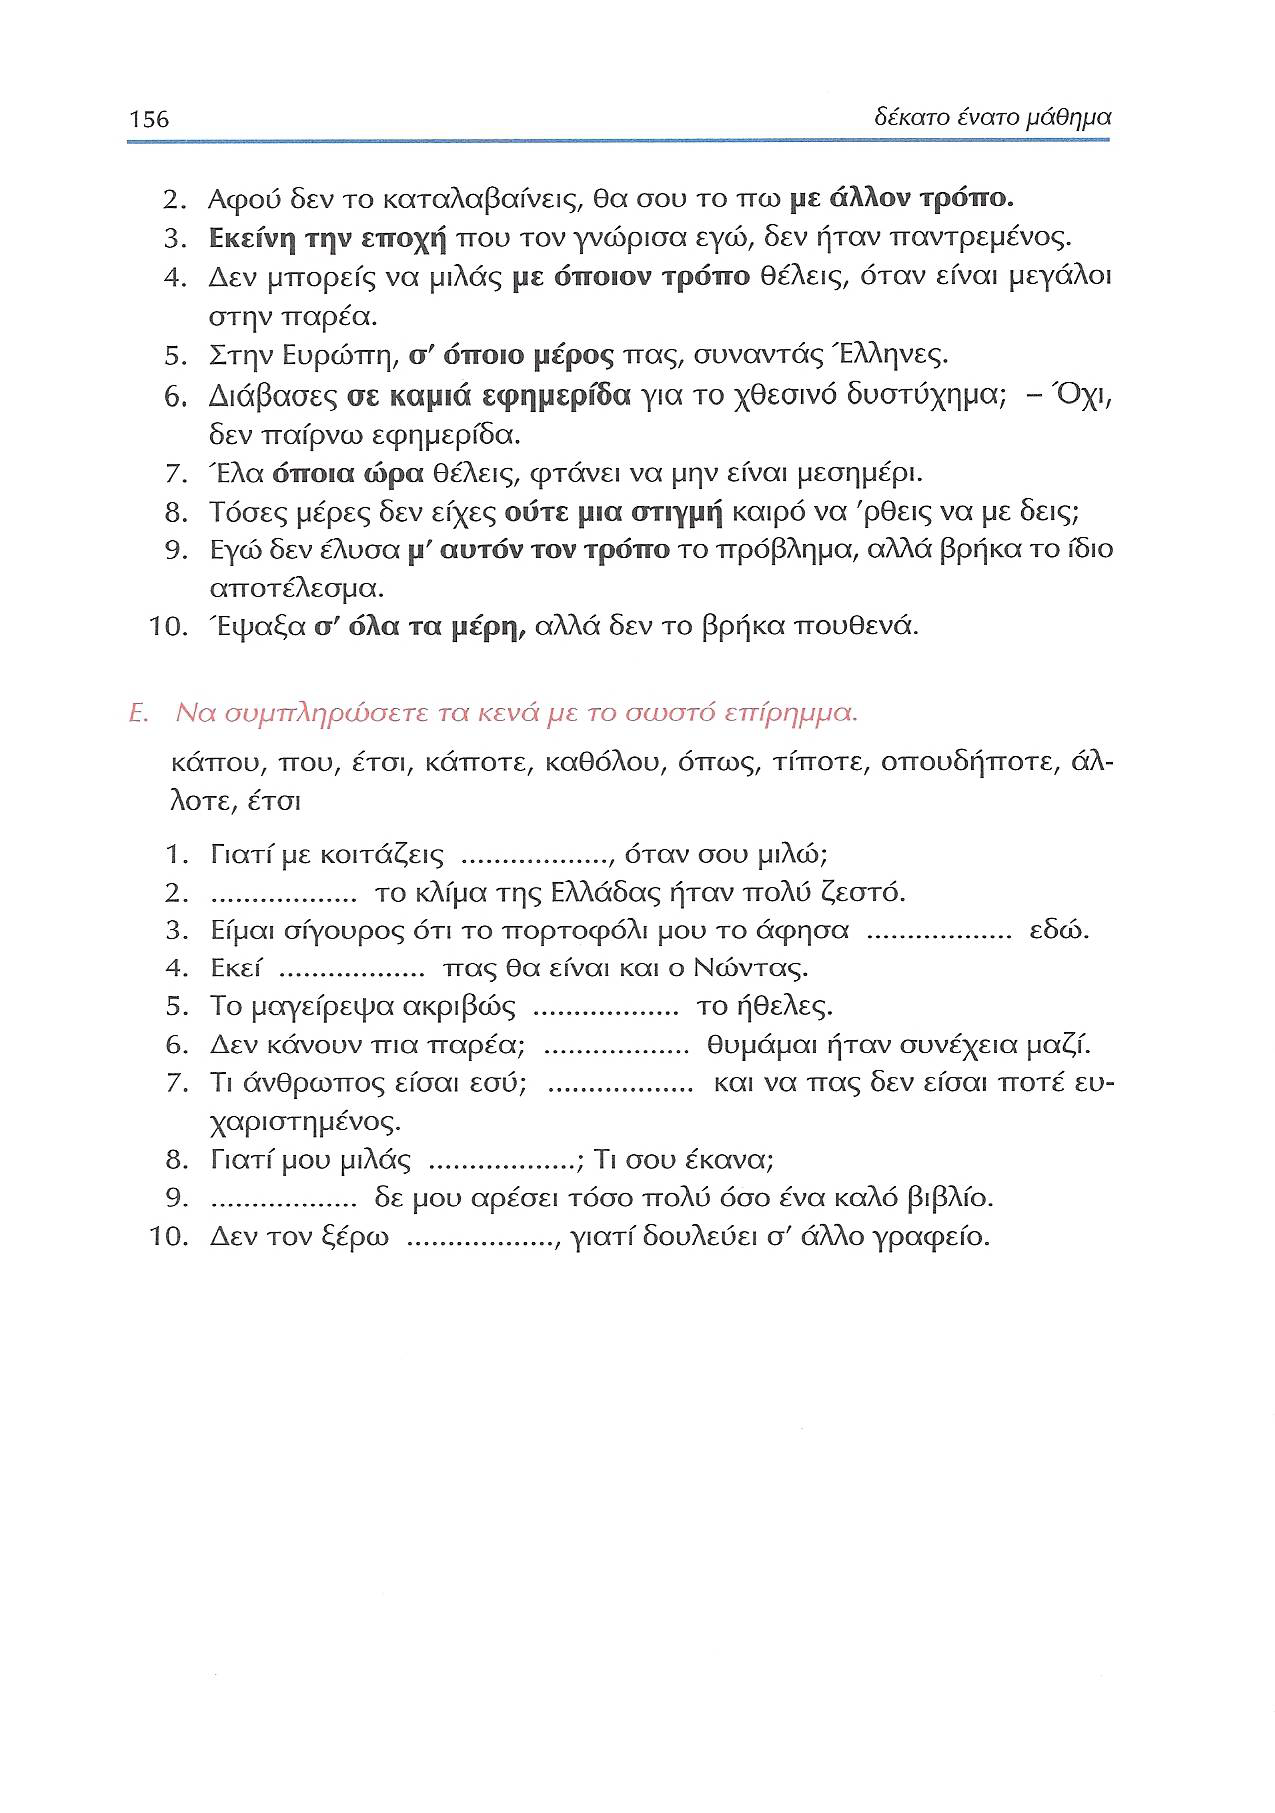 156
δέκατο ένατο μάθημα
2. Αφού δεν το καταλαβαίνεις, θα σου το πω με άλλον τρόπο.
3. Εκείνη την εποχή που τον γνώρισα εγώ, δεν ήταν παντρεμένος.
4. Δεν μπορείς να μιλάς με όποιον τρόπο θέλεις, όταν είναι μεγάλοι
στην παρέα.
5. Στην Ευρώπη, σ' όποιο μέρος πας, συναντάς Έλληνες.
6. Διάβασες σε καμιά εφημερίδα για το χθεσινό δυστύχημα; – Όχι,
δεν παίρνω εφημερίδα.
7. Έλα όποια ώρα θέλεις, φτάνει να μην είναι μεσημέρι.
8. Τόσες μέρες δεν είχες ούτε μια στιγμή καιρό να 'ρθεις να με δεις;
9. Εγώ δεν έλυσα μ' αυτόν τον τρόπο το πρόβλημα, αλλά βρήκα το ίδιο
αποτέλεσμα.
10. Έψαξα σ' όλα τα μέρη, αλλά δεν το βρήκα πουθενά.
Ε. Να συμπληρώσετε τα κενά με το σωστό επίρημμα.
κάπου, που, έτσι, κάποτε, καθόλου, όπως, τίποτε, οπουδήποτε, άλ-
λοτε, έτσι
1. Γιατί με κοιτάζεις .................., όταν σου μιλώ;
2. .................. το κλίμα της Ελλάδας ήταν πολύ ζεστό.
3. Είμαι σίγουρος ότι το πορτοφόλι μου το άφησα .................. εδώ.
4. Εκεί .................. πας θα είναι και ο Νώντας.
5. Το μαγείρεψα ακριβώς .................. το ήθελες.
6. Δεν κάνουν πια παρέα; .................. θυμάμαι ήταν συνέχεια μαζί.
7. Τι άνθρωπος είσαι εσύ; .................. και να πας δεν είσαι ποτέ ευ-
χαριστημένος.
8. Γιατί μου μιλάς ..................; Τι σου έκανα;
9. .................. δε μου αρέσει τόσο πολύ όσο ένα καλό βιβλίο.
10. Δεν τον ξέρω .................., γιατί δουλεύει σ' άλλο γραφείο.